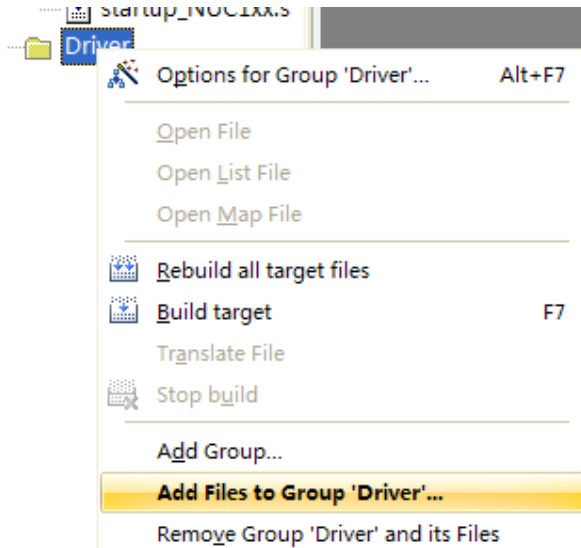 startup_NUC1xx.s
Driver
Options for Group 'Driver'... Alt+F7
Open File
Open List File
Open Map File
Rebuild all target files
Build target F7
Translate File
Stop build
Add Group...
Add Files to Group 'Driver'...
Remove Group 'Driver' and its Files